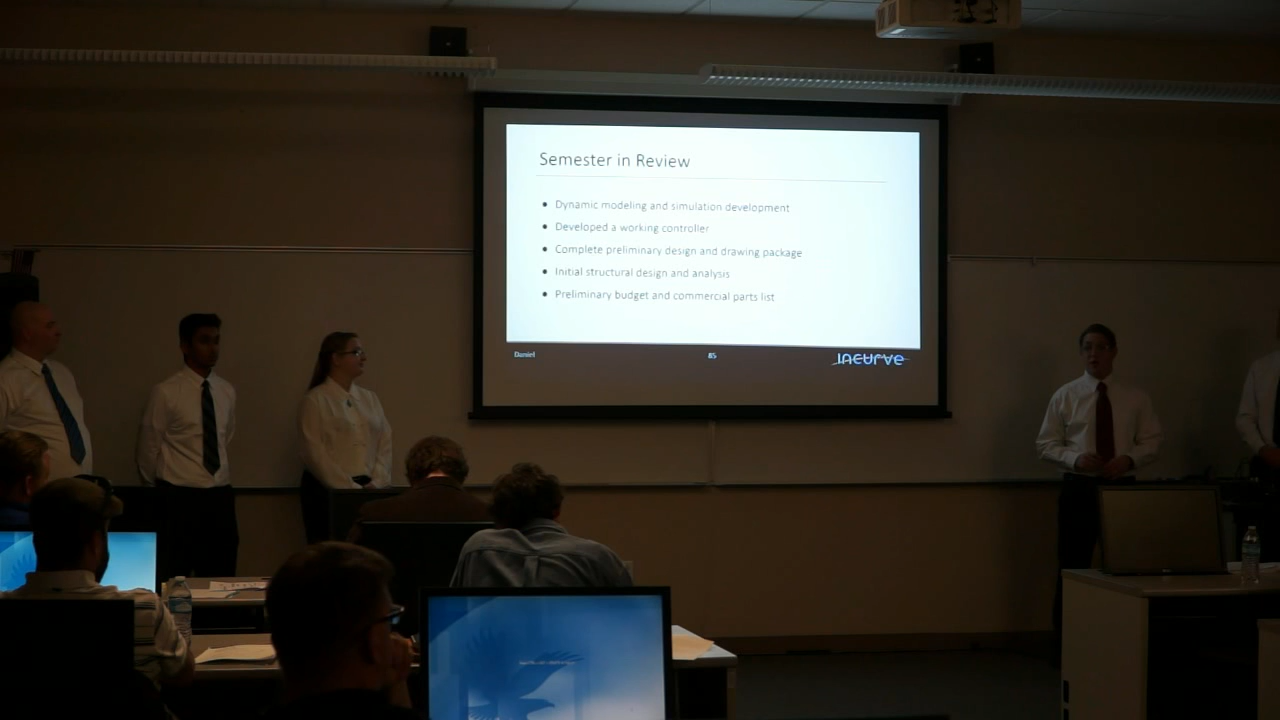 Semester in Review
• Dynamic modeling and simulation development
• Developed a working controller
• Complete preliminary design and drawing package
• Initial structural design and analysis
• Preliminary budget and commercial parts list
Daniel 85 INCURVE